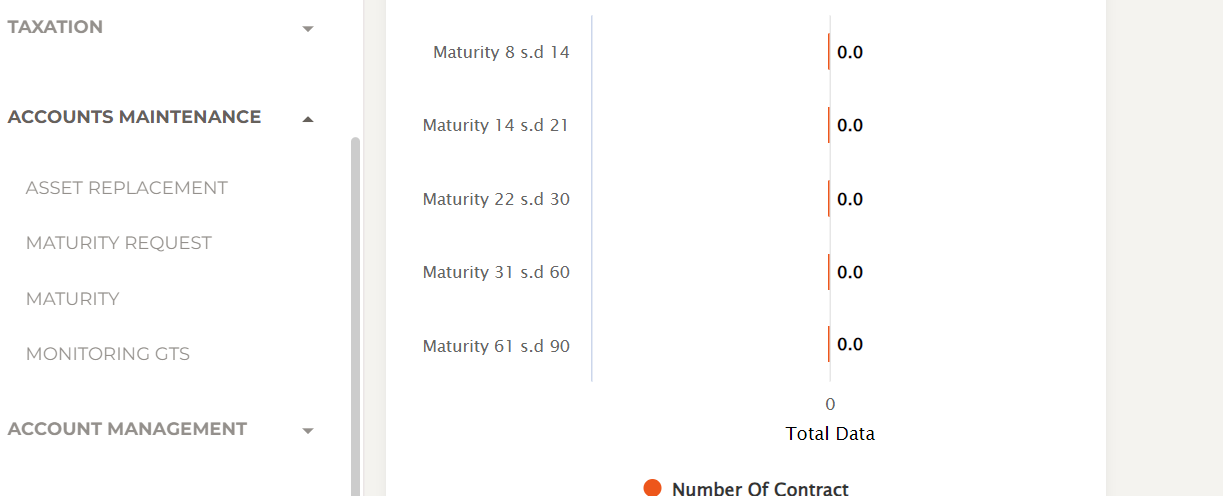 TAXATION
ACCOUNTS MAINTENANCE
ASSET REPLACEMENT
MATURITY REQUEST
MATURITY
MONITORING GTS
ACCOUNT MANAGEMENT
Maturity 8 s.d 14 0.0
Maturity 14 s.d 21 0.0
Maturity 22 s.d 30 0.0
Maturity 31 s.d 60 0.0
Maturity 61 s.d 90 0.0
0
Total Data
Number Of Contract